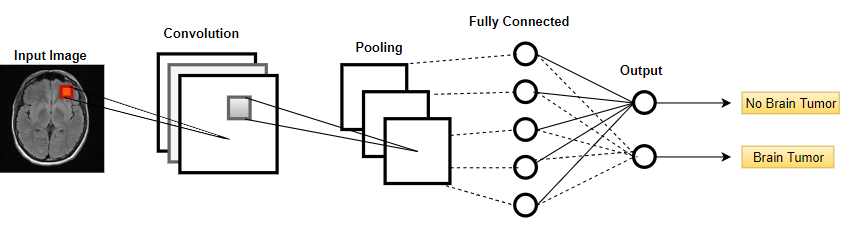 Fully Connected
Convolution
Pooling
Input Image
Output
No Brain Tumor
Brain Tumor